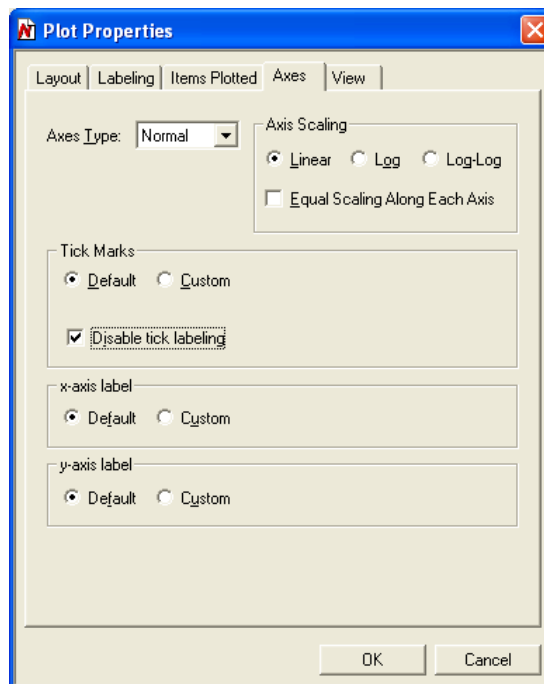 Plot Properties
Layout Labeling Items Plotted Axes View
Axes Type: Normal
Axis Scaling
Linear Log Log-Log
Equal Scaling Along Each Axis
Tick Marks
Default Custom
Disable tick labeling
x-axis label
Default Custom
y-axis label
Default Custom
OK Cancel